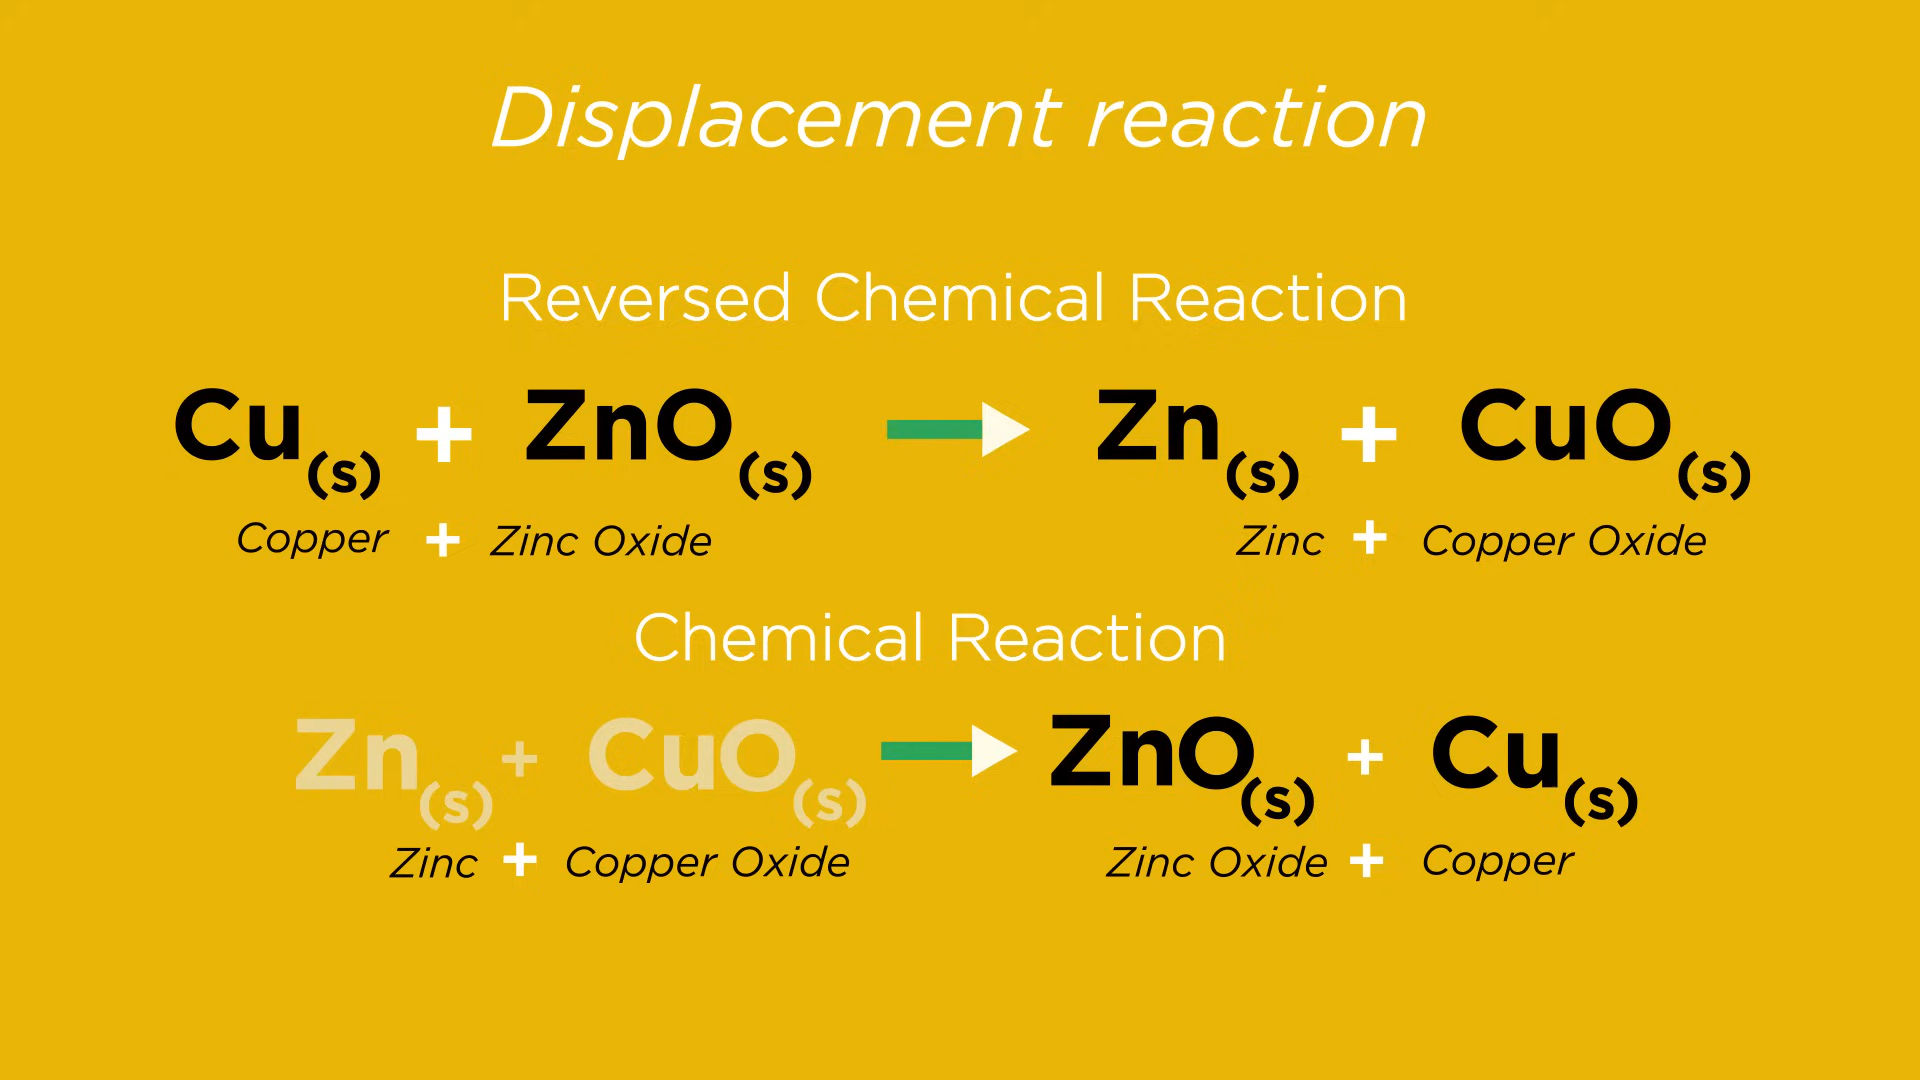 Displacement reaction
Reversed Chemical Reaction
Cu(s) + ZnO(s) → Zn(s) + CuO(s)
Copper + Zinc Oxide Zinc + Copper Oxide
Chemical Reaction
Zn(s) + CuO(s) → ZnO(s) + Cu(s)
Zinc + Copper Oxide Zinc Oxide + Copper